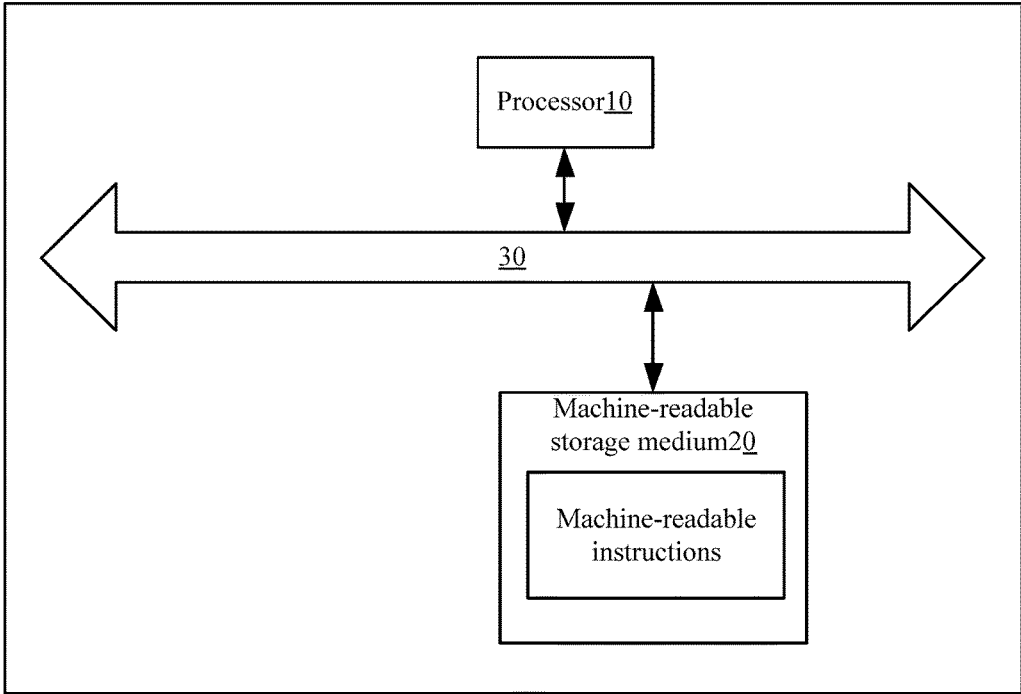 Processor10
30
Machine-readable
storage medium20
Machine-readable
instructions